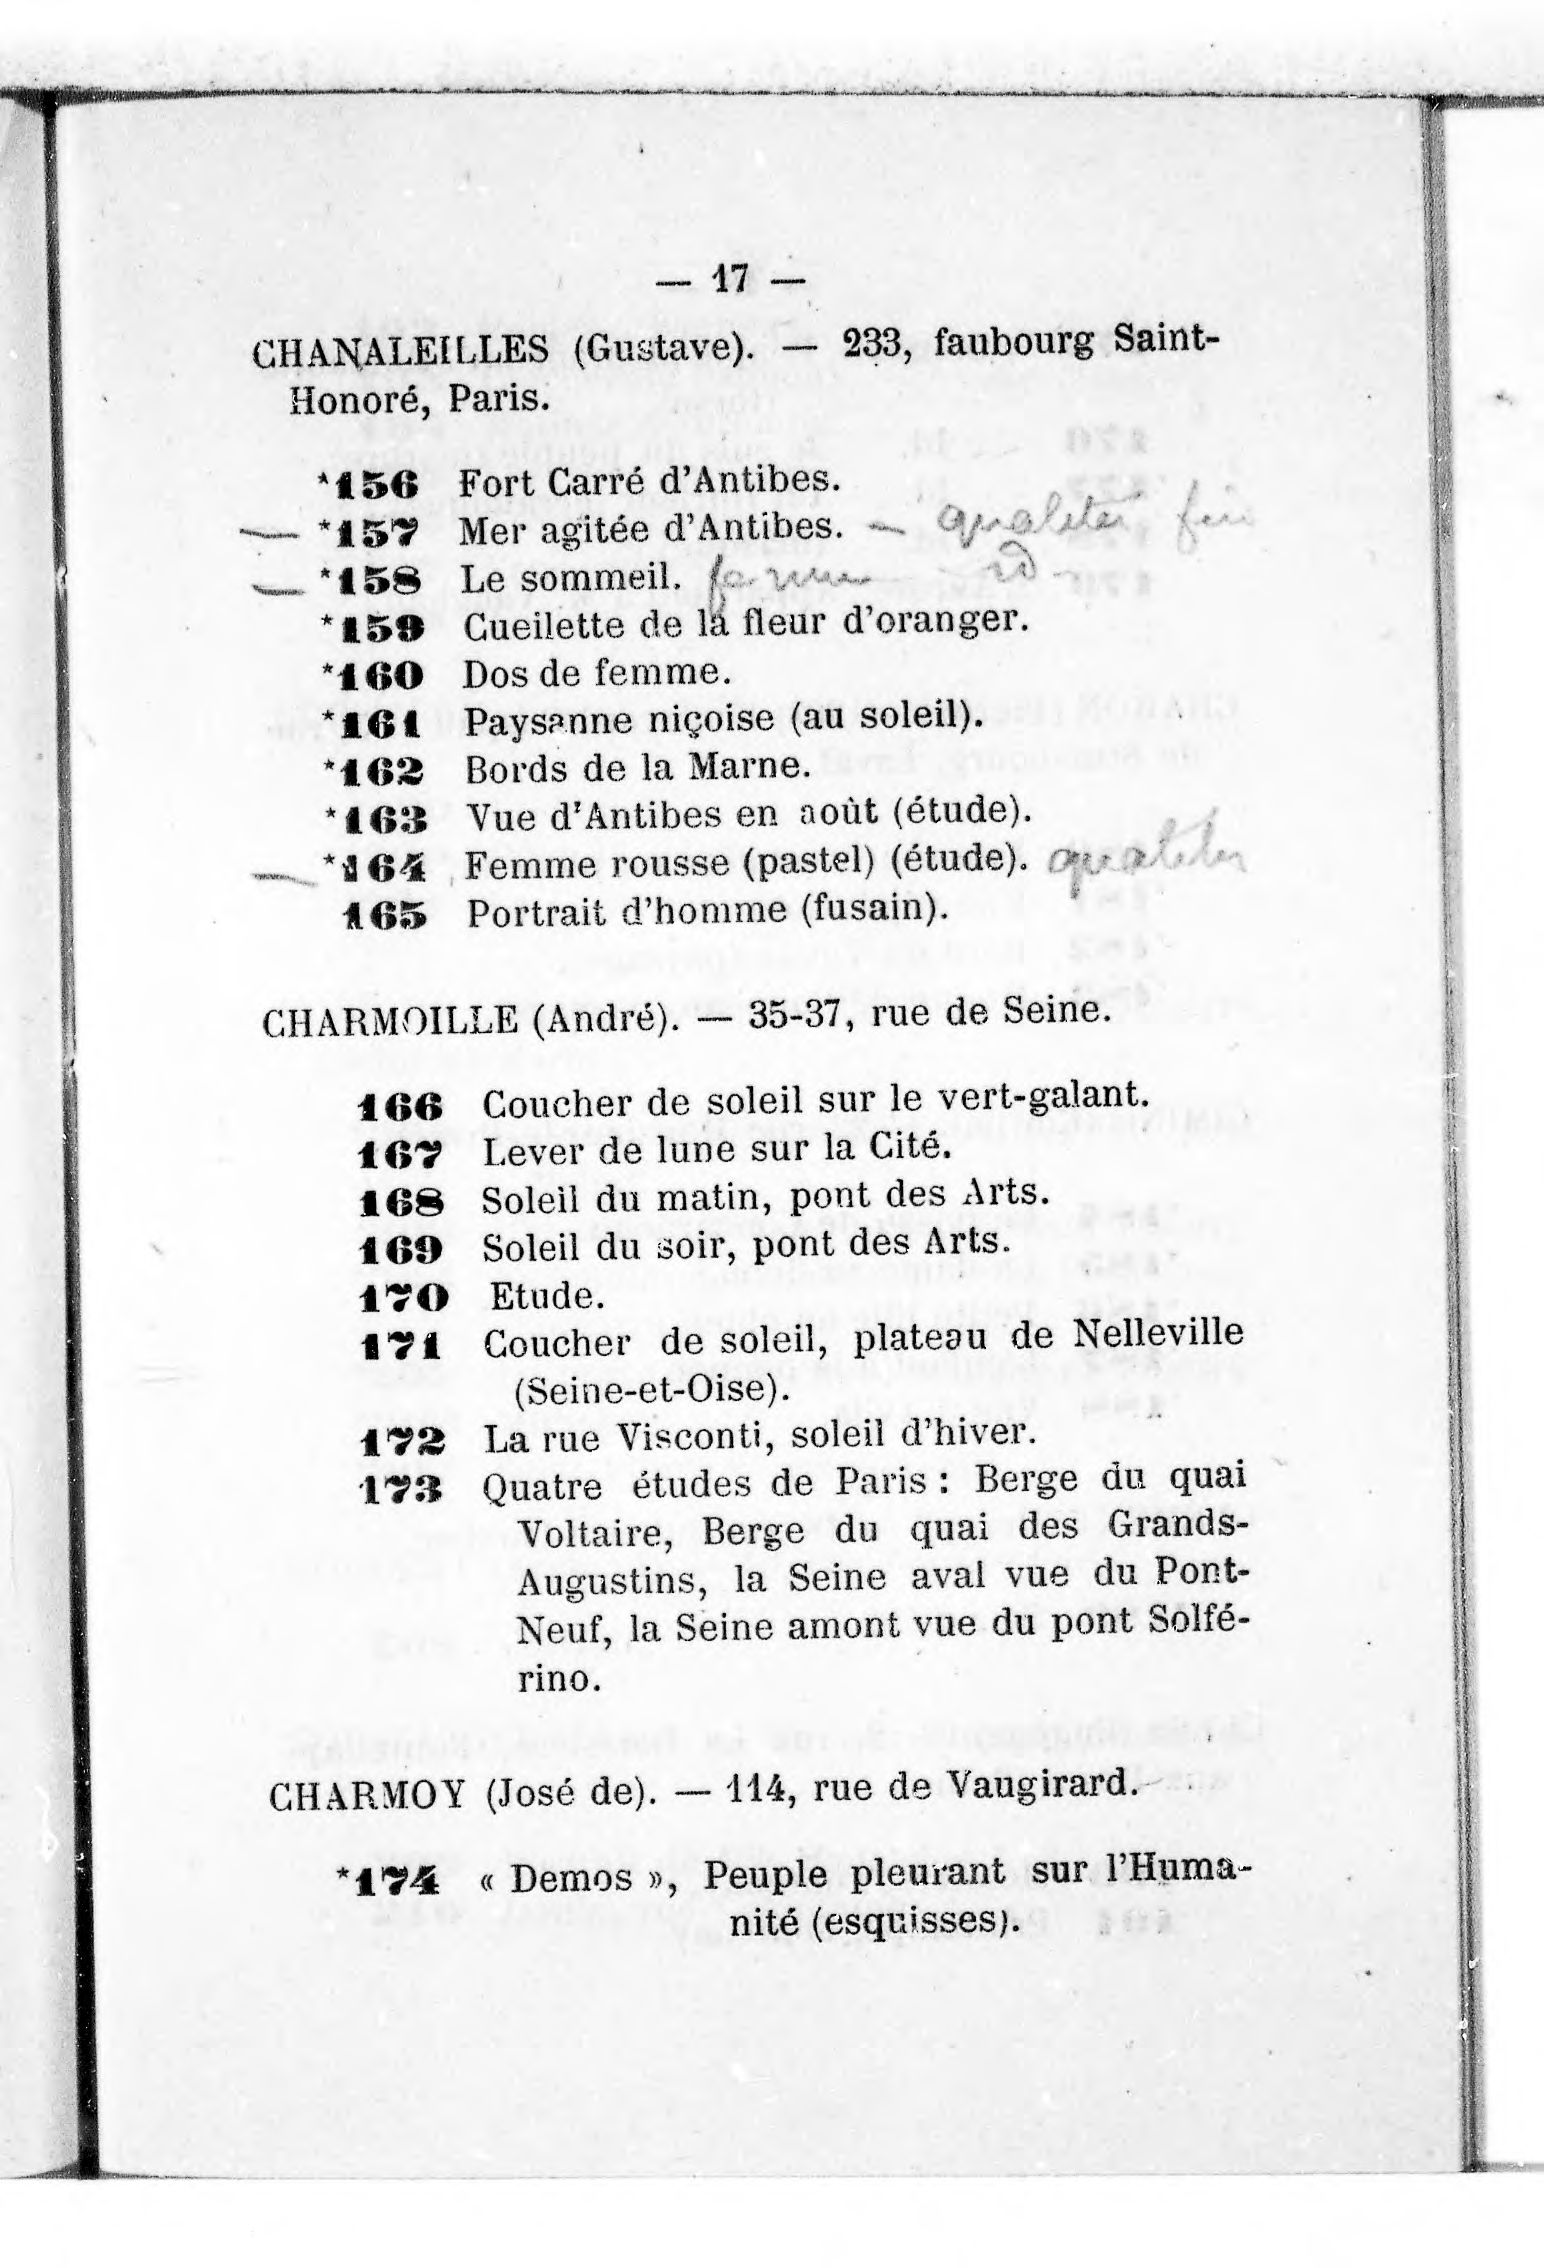 — 17 —
CHANALEILLES (Gustave). — 233, faubourg Saint-
Honoré, Paris.
*156 Fort Carré d'Antibes.
— *157 Mer agitée d'Antibes. —
— *158 Le sommeil. femme
*159 Cueilette de la fleur d'oranger.
*160 Dos de femme.
*161 Paysanne niçoise (au soleil).
*162 Bords de la Marne.
*163 Vue d'Antibes en août (étude).
— *164 Femme rousse (pastel) (étude).
165 Portrait d'homme (fusain).
CHARMOILLE (André). — 35-37, rue de Seine.
166 Coucher de soleil sur le vert-galant.
167 Lever de lune sur la Cité.
168 Soleil du matin, pont des Arts.
169 Soleil du soir, pont des Arts.
170 Etude.
171 Coucher de soleil, plateau de Nelleville
(Seine-et-Oise).
172 La rue Visconti, soleil d'hiver.
173 Quatre études de Paris : Berge du quai
Voltaire, Berge du quai des Grands-
Augustins, la Seine aval vue du Pont-
Neuf, la Seine amont vue du pont Solfé-
rino.
CHARMOY (José de). — 114, rue de Vaugirard.
*174 « Demos », Peuple pleurant sur l'Huma-
nité (esquisses).